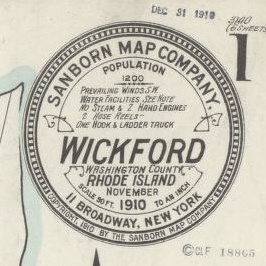 DEC 31 1910
3140
(6 SHEETS)
1
SANBORN MAP COMPANY.
POPULATION
1200
PREVAILING WINDS, S.W.
WATER FACILITIES SEE NOTE
NO STEAM & 2 HAND ENGINES
2 HOSE REELS-
ONE HOOK & LADDER TRUCK
WICKFORD
WASHINGTON COUNTY
RHODE ISLAND
NOVEMBER
SCALE 50 FT. 1910 TO AN INCH
11 BROADWAY, NEW YORK
COPYRIGHT 1910 BY THE SANBORN MAP COMPANY
©CLF 18865